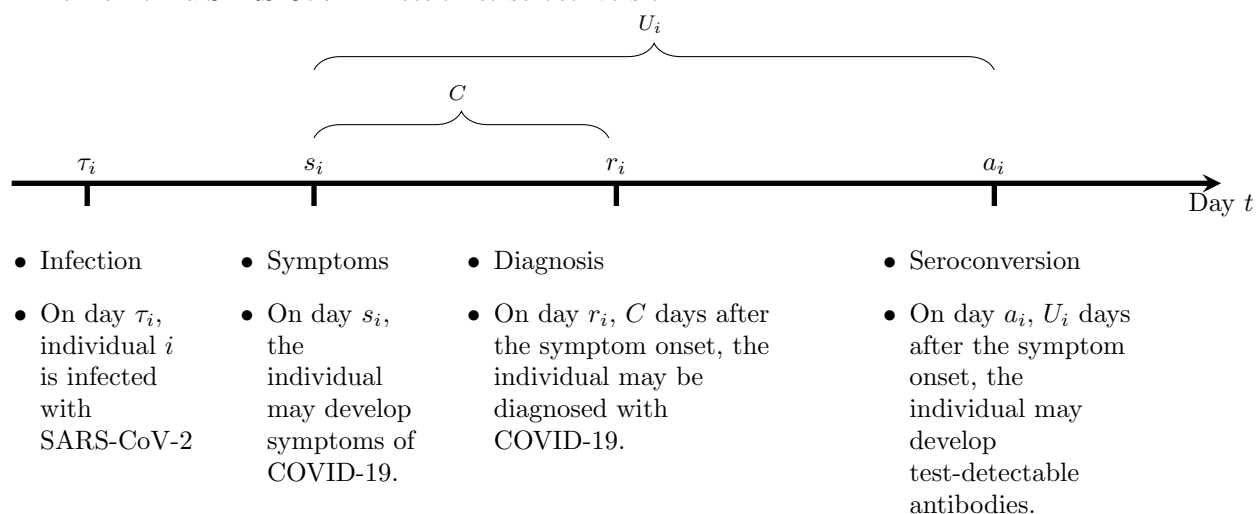 U_i
C
τ_i s_i r_i a_i
Day t
• Infection
• On day τ_i,
individual i
is infected
with
SARS-CoV-2
• Symptoms
• On day s_i,
the
individual
may develop
symptoms of
COVID-19.
• Diagnosis
• On day r_i, C days after
the symptom onset, the
individual may be
diagnosed with
COVID-19.
• Seroconversion
• On day a_i, U_i days
after the symptom
onset, the
individual may
develop
test-detectable
antibodies.